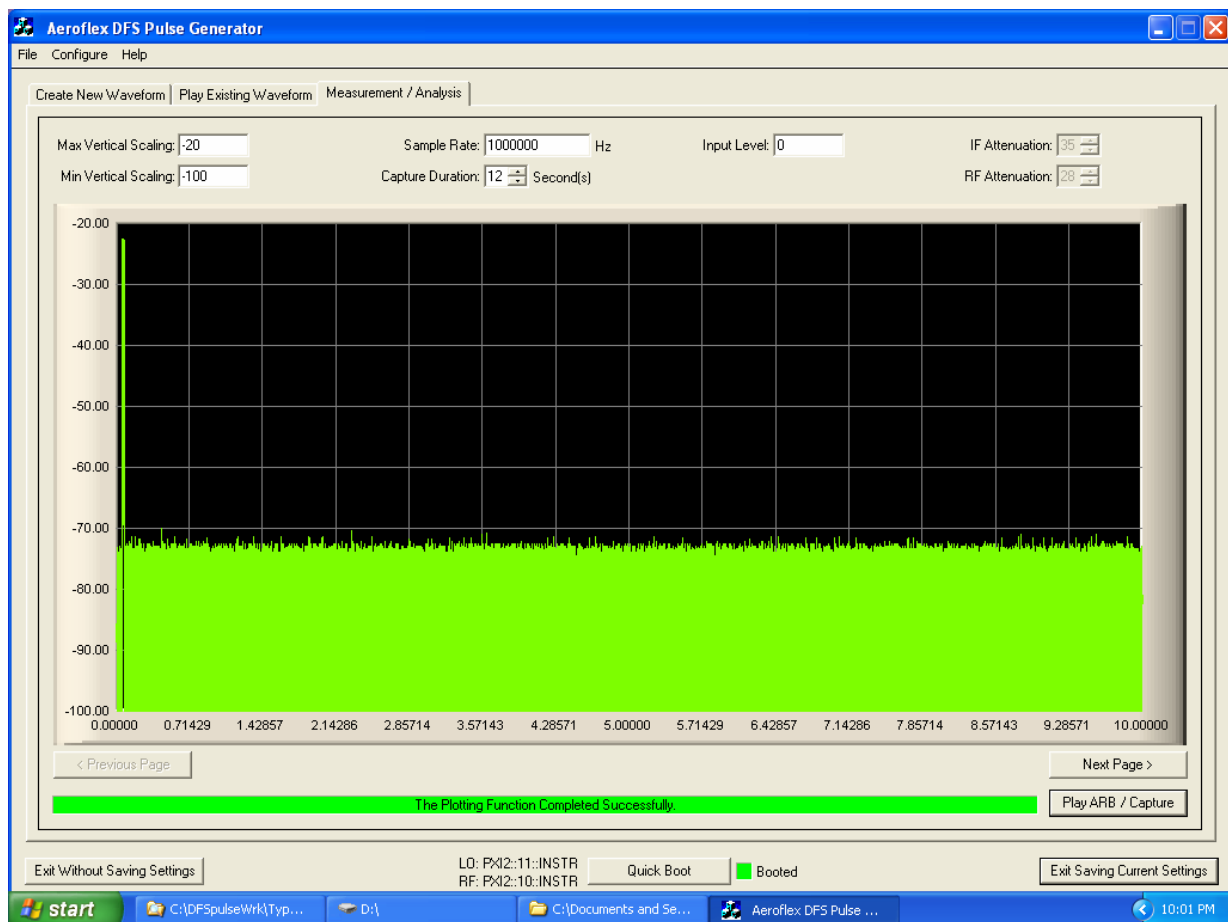 Aeroflex DFS Pulse Generator
File Configure Help
Create New Waveform Play Existing Waveform Measurement / Analysis
Max Vertical Scaling: -20 Sample Rate: 1000000 Hz Input Level: 0 IF Attenuation: 35
Min Vertical Scaling: -100 Capture Duration: 12 Second(s) RF Attenuation: 28
-20.00
-30.00
-40.00
-50.00
-60.00
-70.00
-80.00
-90.00
-100.00
0.00000 0.71429 1.42857 2.14286 2.85714 3.57143 4.28571 5.00000 5.71429 6.42857 7.14286 7.85714 8.57143 9.28571 10.00000
< Previous Page Next Page >
The Plotting Function Completed Successfully. Play ARB / Capture
Exit Without Saving Settings LO: PXI2::11::INSTR Quick Boot Booted Exit Saving Current Settings
RF: PXI2::10::INSTR
start C:\DFSpulseWrk\Typ... D:\ C:\Documents and Se... Aeroflex DFS Pulse ... 10:01 PM